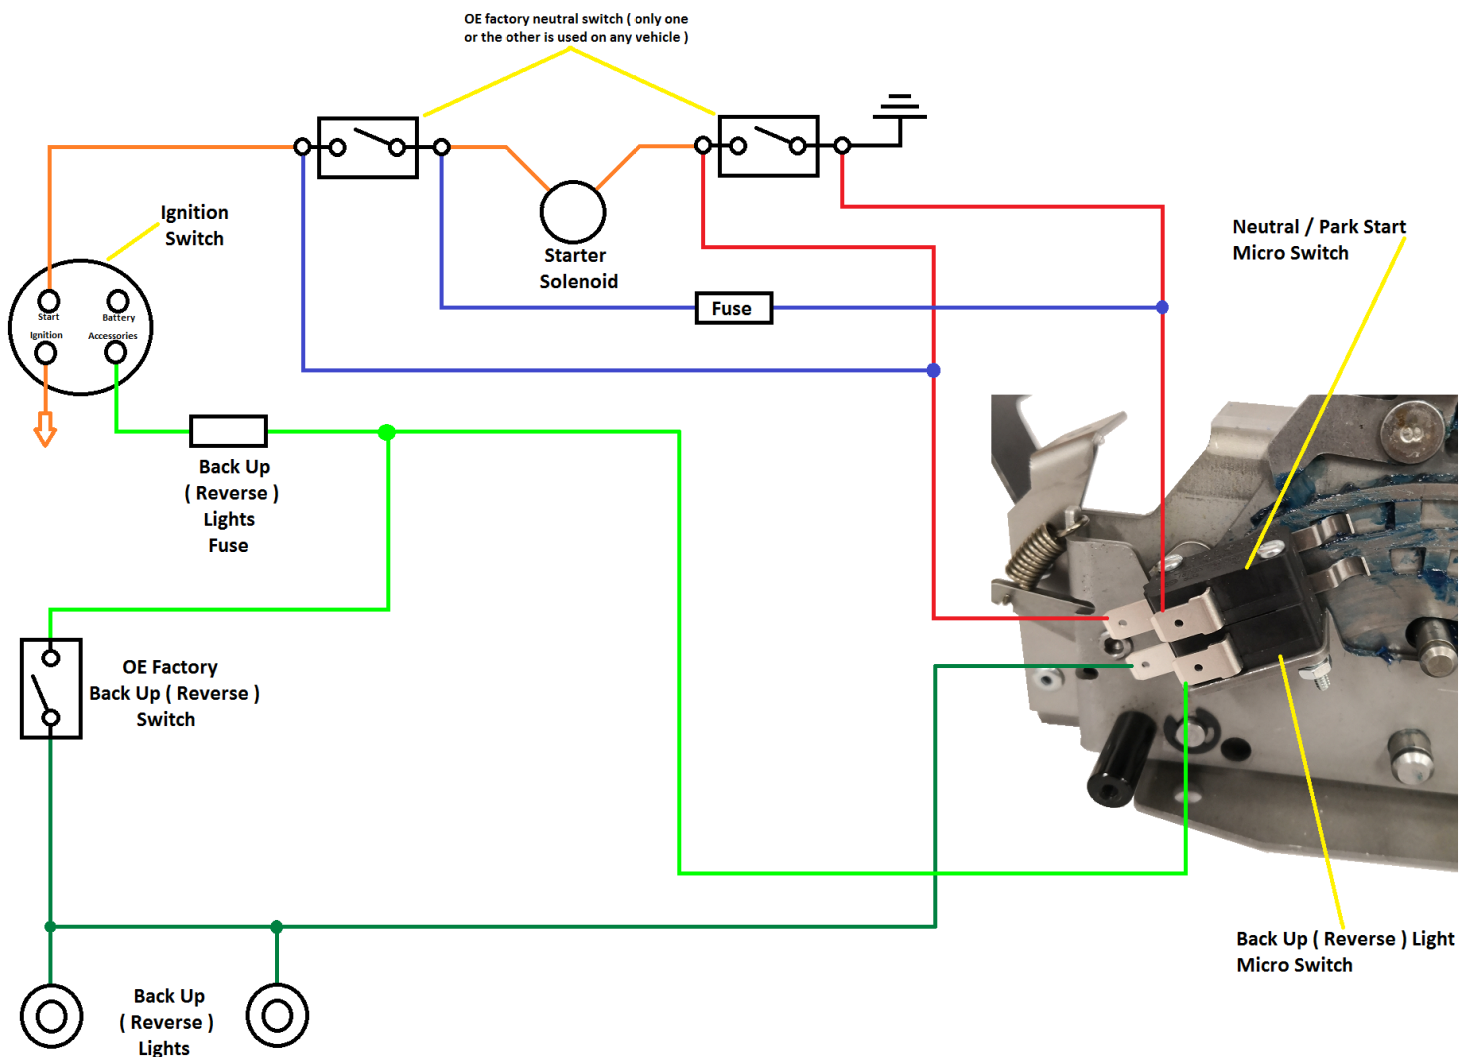 OE factory neutral switch ( only one
or the other is used on any vehicle )
Ignition
Switch
Starter
Solenoid
Neutral / Park Start
Micro Switch
Start
Battery
Ignition
Accessories
Fuse
Back Up
( Reverse )
Lights
Fuse
OE Factory
Back Up ( Reverse )
Switch
Back Up ( Reverse ) Light
Micro Switch
Back Up
( Reverse )
Lights